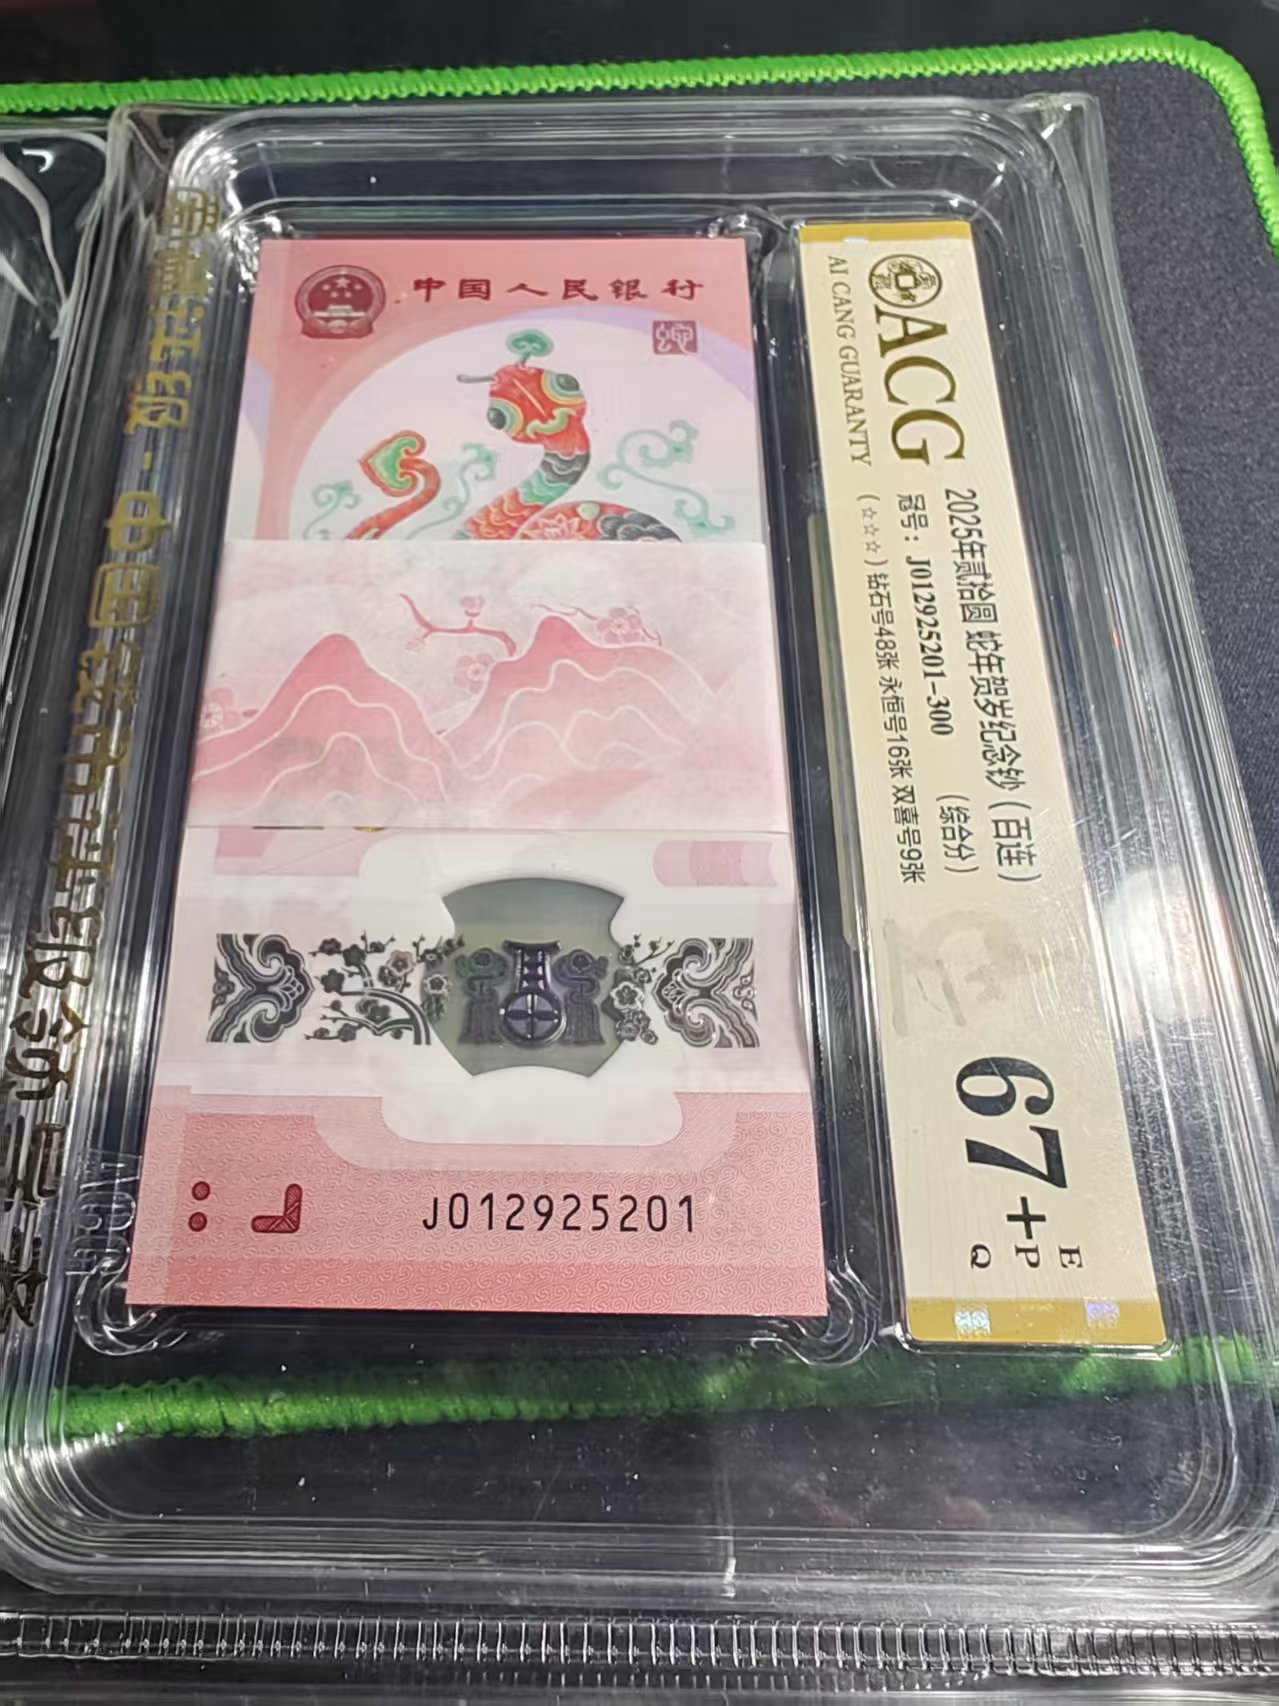 中国人民银行
J012925201
ACG
AI CANG GUARANTY
2025年贰拾圆 蛇年贺岁纪念钞（百连）
冠号：J012925201-300 （综合分）
（☆☆☆）钻石号48张 永恒号16张 双喜号9张
67+
E
P
Q